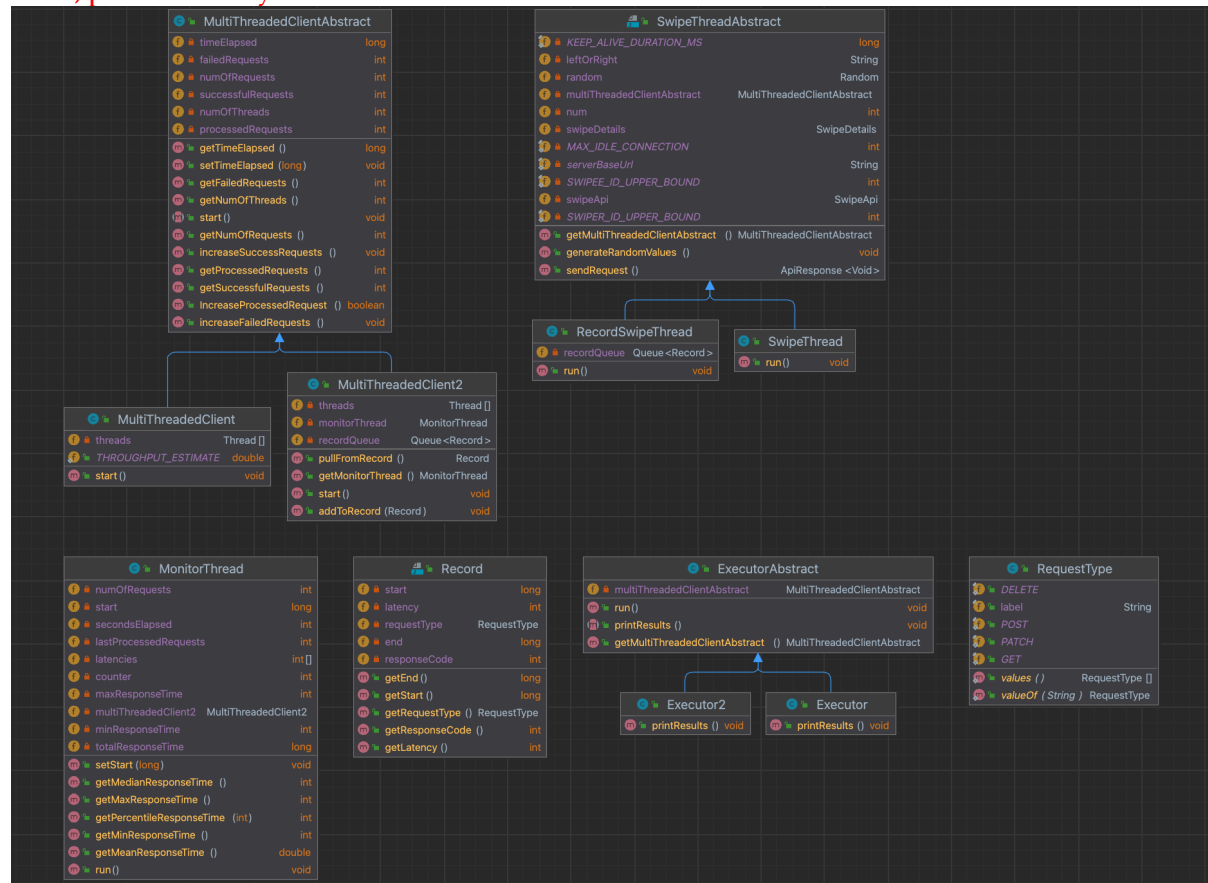 MultiThreadedClientAbstract
timeElapsed long
failedRequests int
numOfRequests int
successfulRequests int
numOfThreads int
processedRequests int
getTimeElapsed () long
setTimeElapsed (long) void
getFailedRequests () int
getNumOfThreads () int
start () void
getNumOfRequests () int
increaseSuccessRequests () void
getProcessedRequests () int
getSuccessfulRequests () int
IncreaseProcessedRequest () boolean
increaseFailedRequests () void
SwipeThreadAbstract
KEEP_ALIVE_DURATION_MS long
leftOrRight String
random Random
multiThreadedClientAbstract MultiThreadedClientAbstract
num int
swipeDetails SwipeDetails
MAX_IDLE_CONNECTION int
serverBaseUrl String
SWIPEE_ID_UPPER_BOUND int
swipeApi SwipeApi
SWIPER_ID_UPPER_BOUND int
getMultiThreadedClientAbstract () MultiThreadedClientAbstract
generateRandomValues () void
sendRequest () ApiResponse <Void>
RecordSwipeThread
recordQueue Queue<Record>
run() void
SwipeThread
run() void
MultiThreadedClient
threads Thread []
THROUGHPUT_ESTIMATE double
start () void
MultiThreadedClient2
threads Thread []
monitorThread MonitorThread
recordQueue Queue<Record>
pullFromRecord () Record
getMonitorThread () MonitorThread
start () void
addToRecord (Record) void
MonitorThread
numOfRequests int
start long
secondsElapsed int
lastProcessedRequests int
latencies int []
counter int
maxResponseTime int
multiThreadedClient2 MultiThreadedClient2
minResponseTime int
totalResponseTime long
setStart (long) void
getMedianResponseTime () int
getMaxResponseTime () int
getPercentileResponseTime (int) int
getMinResponseTime () int
getMeanResponseTime () double
run() void
Record
start long
latency int
requestType RequestType
end long
responseCode int
getEnd () long
getStart () long
getRequestType () RequestType
getResponseCode () int
getLatency () int
ExecutorAbstract
multiThreadedClientAbstract MultiThreadedClientAbstract
run() void
printResults () void
getMultiThreadedClientAbstract () MultiThreadedClientAbstract
Executor2
printResults () void
Executor
printResults () void
RequestType
DELETE
label String
POST
PATCH
GET
values () RequestType []
valueOf (String) RequestType